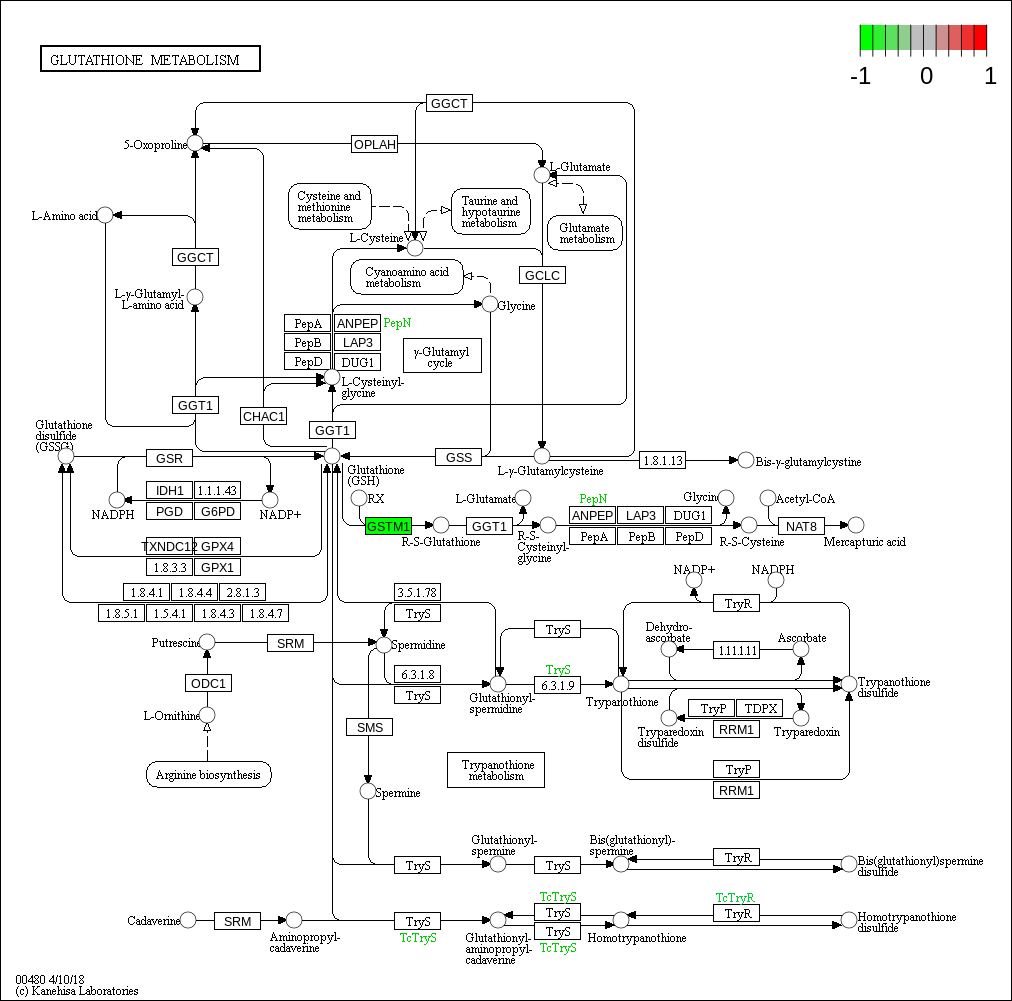 GLUTATHIONE METABOLISM
-1 0 1
GGCT
5-Oxoproline
OPLAH
L-Glutamate
Cysteine and
methionine
metabolism
Taurine and
hypotaurine
metabolism
L-Amino acid
Glutamate
metabolism
L-Cysteine
GGCT
Cyanoamino acid
metabolism
GCLC
L-γ-Glutamyl-
L-amino acid
Glycine
PepA
ANPEP
PepN
PepB
LAP3
PepD
DUG1
γ-Glutamyl
cycle
L-Cysteinyl-
glycine
GGT1
CHAC1
GGT1
Glutathione
disulfide
(GSSG)
GSR
Glutathione
(GSH)
GSS
L-γ-Glutamylcysteine
1.8.1.13
Bis-γ-glutamylcystine
IDH1
1.1.1.43
PGD
G6PD
NADPH
NADP+
RX
L-Glutamate
PepN
Glycine
Acetyl-CoA
GSTM1
GGT1
ANPEP
LAP3
DUG1
PepA
PepB
PepD
NAT8
R-S-Glutathione
R-S-
Cysteinyl-
glycine
R-S-Cysteine
Mercapturic acid
TXNDC12
GPX4
1.8.3.3
GPX1
1.8.4.1
1.8.4.4
2.8.1.3
1.8.5.1
1.5.4.1
1.8.4.3
1.8.4.7
3.5.1.78
TryS
NADP+
NADPH
TryR
Putrescine
SRM
Spermidine
TryS
Dehydro-
ascorbate
1.11.1.11
Ascorbate
ODC1
6.3.1.8
TryS
Glutathionyl-
spermidine
TryS
6.3.1.9
Trypanothione
Trypanothione
disulfide
L-Ornithine
SMS
TryP
TDPX
RRM1
Tryparedoxin
disulfide
Tryparedoxin
Arginine biosynthesis
Trypanothione
metabolism
TryP
RRM1
Spermine
Glutathionyl-
spermine
Bis(glutathionyl)-
spermine
TryS
TryS
TryR
Bis(glutathionyl)spermine
disulfide
Cadaverine
SRM
Aminopropyl-
cadaverine
TryS
TcTryS
Glutathionyl-
aminopropyl-
cadaverine
TcTryS
TryS
TryS
TcTryS
Homotrypanothione
TcTryR
TryR
Homotrypanothione
disulfide
00480 4/10/18
(c) Kanehisa Laboratories